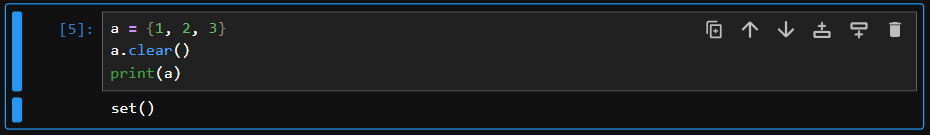 [5]: a = {1, 2, 3}
a.clear()
print(a)
set()